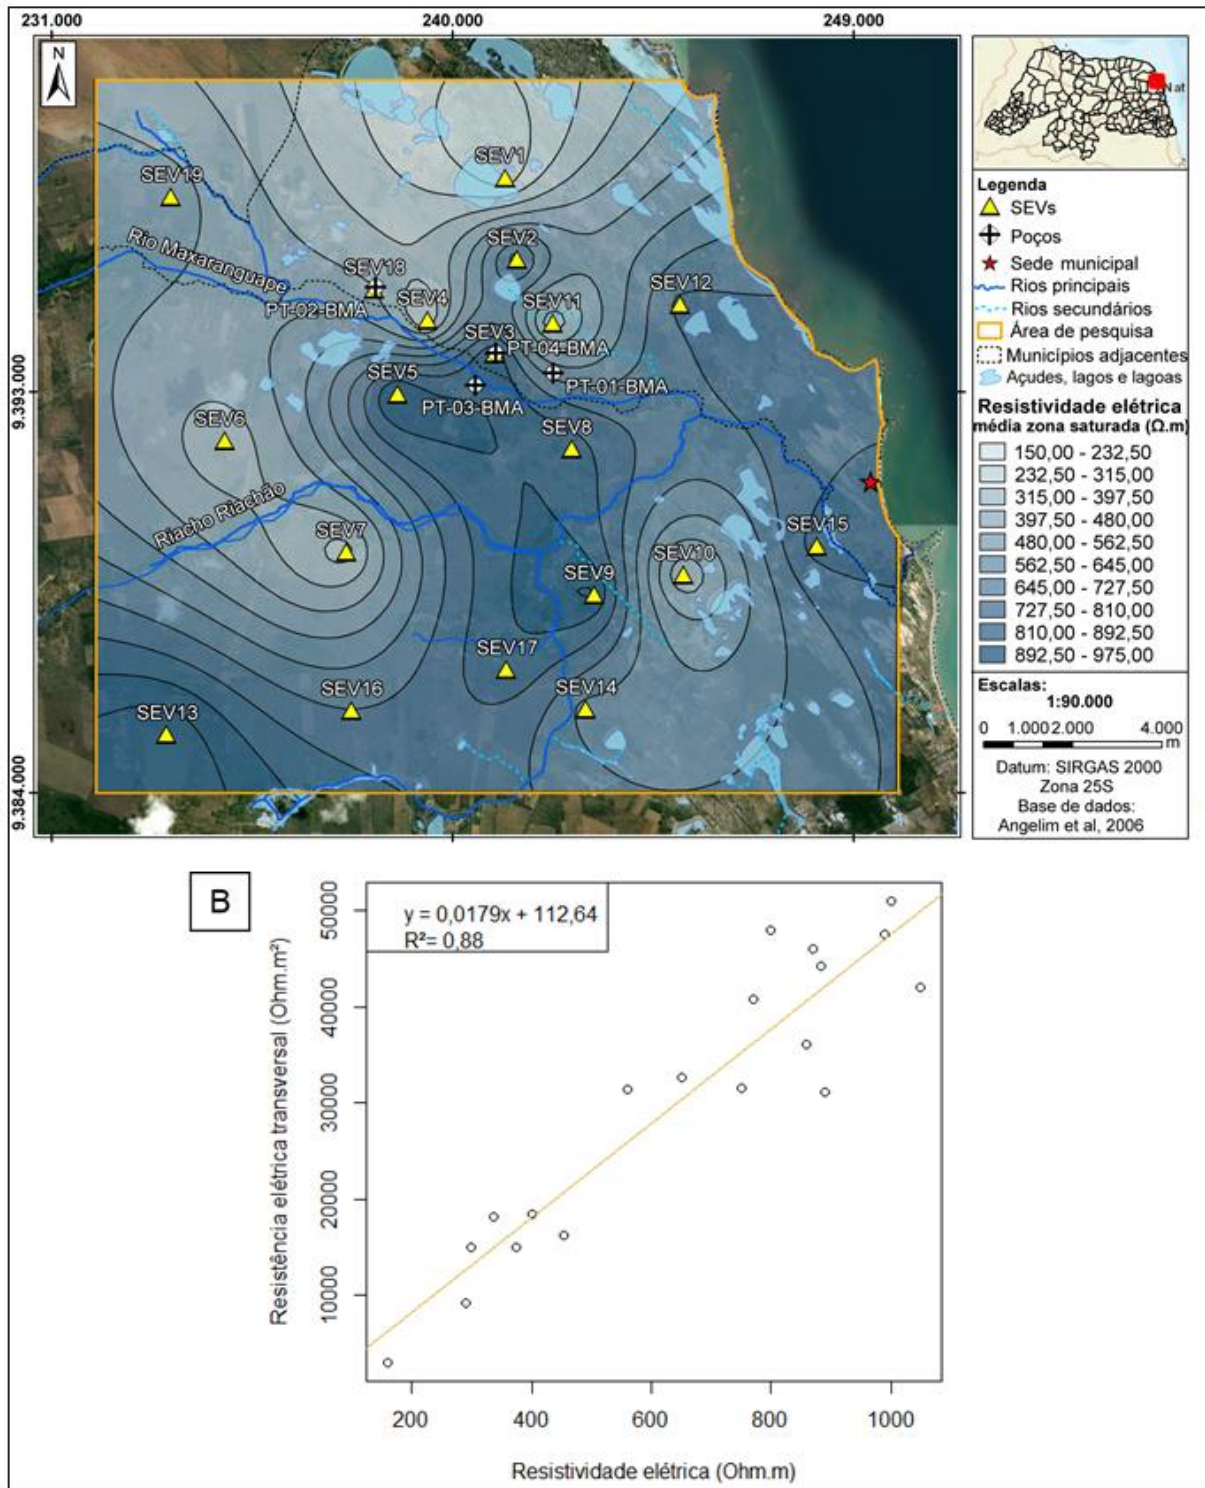 231.000
240.000
249.000
N
N at
SEV1
SEV19
SEV2
Rio Maxaranguape
SEV18
SEV12
SEV4
SEV11
PT-02-BMA
SEV3
PT-04-BMA
9.393.000
SEV5
PT-01-BMA
PT-03-BMA
SEV6
SEV8
Riacho Riachão
SEV7
SEV15
SEV10
SEV9
SEV17
SEV16
SEV14
SEV13
9.384.000
Legenda
SEVs
Poços
Sede municipal
Rios principais
Rios secundários
Área de pesquisa
Municípios adjacentes
Açudes, lagos e lagoas
Resistividade elétrica
média zona saturada (Ω.m)
150,00 - 232,50
232,50 - 315,00
315,00 - 397,50
397,50 - 480,00
480,00 - 562,50
562,50 - 645,00
645,00 - 727,50
727,50 - 810,00
810,00 - 892,50
892,50 - 975,00
Escalas:
1:90.000
0 1.000 2.000 4.000
m
Datum: SIRGAS 2000
Zona 25S
Base de dados:
Angelim et al, 2006
B
y = 0,0179x + 112,64
R²= 0,88
Resistência elétrica transversal (Ohm.m²)
50000
40000
30000
20000
10000
200 400 600 800 1000
Resistividade elétrica (Ohm.m)